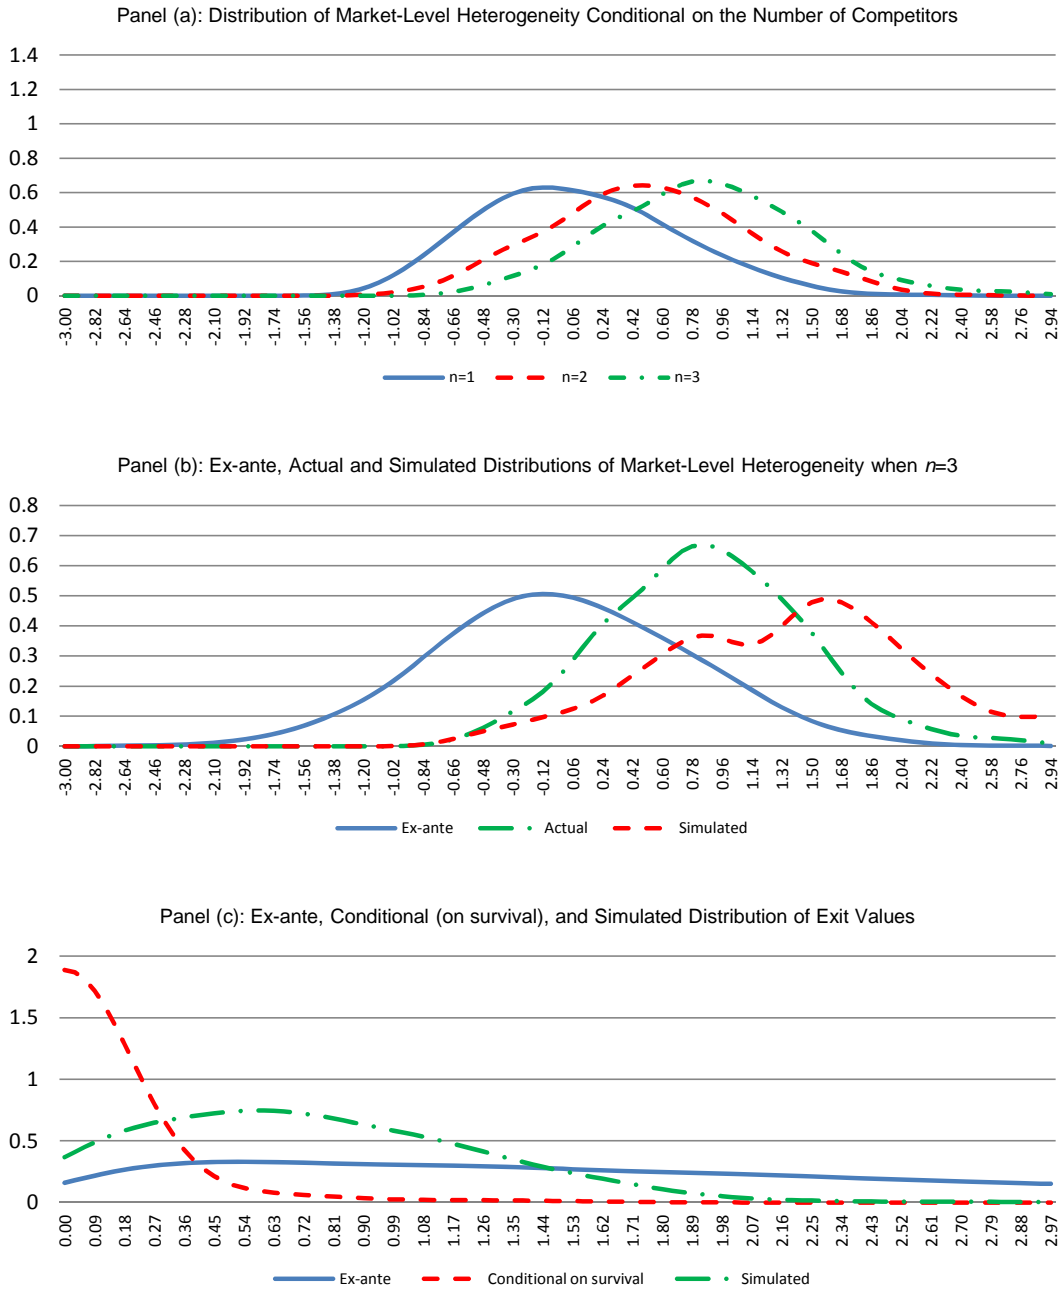 Panel (a): Distribution of Market-Level Heterogeneity Conditional on the Number of Competitors
1.4
1.2
1
0.8
0.6
0.4
0.2
0
-3.00 -2.82 -2.64 -2.46 -2.28 -2.10 -1.92 -1.74 -1.56 -1.38 -1.20 -1.02 -0.84 -0.66 -0.48 -0.30 -0.12 0.06 0.24 0.42 0.60 0.78 0.96 1.14 1.32 1.50 1.68 1.86 2.04 2.22 2.40 2.58 2.76 2.94
n=1 n=2 n=3
Panel (b): Ex-ante, Actual and Simulated Distributions of Market-Level Heterogeneity when n=3
0.8
0.7
0.6
0.5
0.4
0.3
0.2
0.1
0
-3.00 -2.82 -2.64 -2.46 -2.28 -2.10 -1.92 -1.74 -1.56 -1.38 -1.20 -1.02 -0.84 -0.66 -0.48 -0.30 -0.12 0.06 0.24 0.42 0.60 0.78 0.96 1.14 1.32 1.50 1.68 1.86 2.04 2.22 2.40 2.58 2.76 2.94
Ex-ante Actual Simulated
Panel (c): Ex-ante, Conditional (on survival), and Simulated Distribution of Exit Values
2
1.5
1
0.5
0
0.00 0.09 0.18 0.27 0.36 0.45 0.54 0.63 0.72 0.81 0.90 0.99 1.08 1.17 1.26 1.35 1.44 1.53 1.62 1.71 1.80 1.89 1.98 2.07 2.16 2.25 2.34 2.43 2.52 2.61 2.70 2.79 2.88 2.97
Ex-ante Conditional on survival Simulated